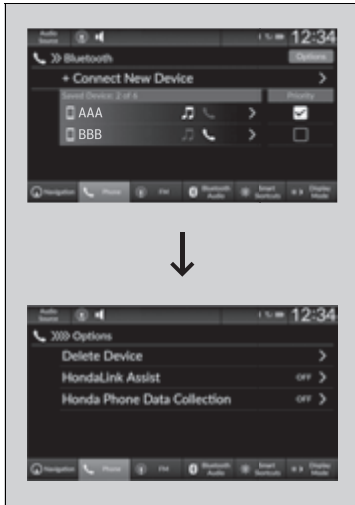 Audio Source 12:34
Bluetooth Options
+ Connect New Device
Saved Device: 2 of 6 Priority
AAA
BBB
Navigation Phone FM Bluetooth Audio Smart Shortcuts Display Mode
Audio Source 12:34
Options
Delete Device
HondaLink Assist OFF
Honda Phone Data Collection OFF
Navigation Phone FM Bluetooth Audio Smart Shortcuts Display Mode